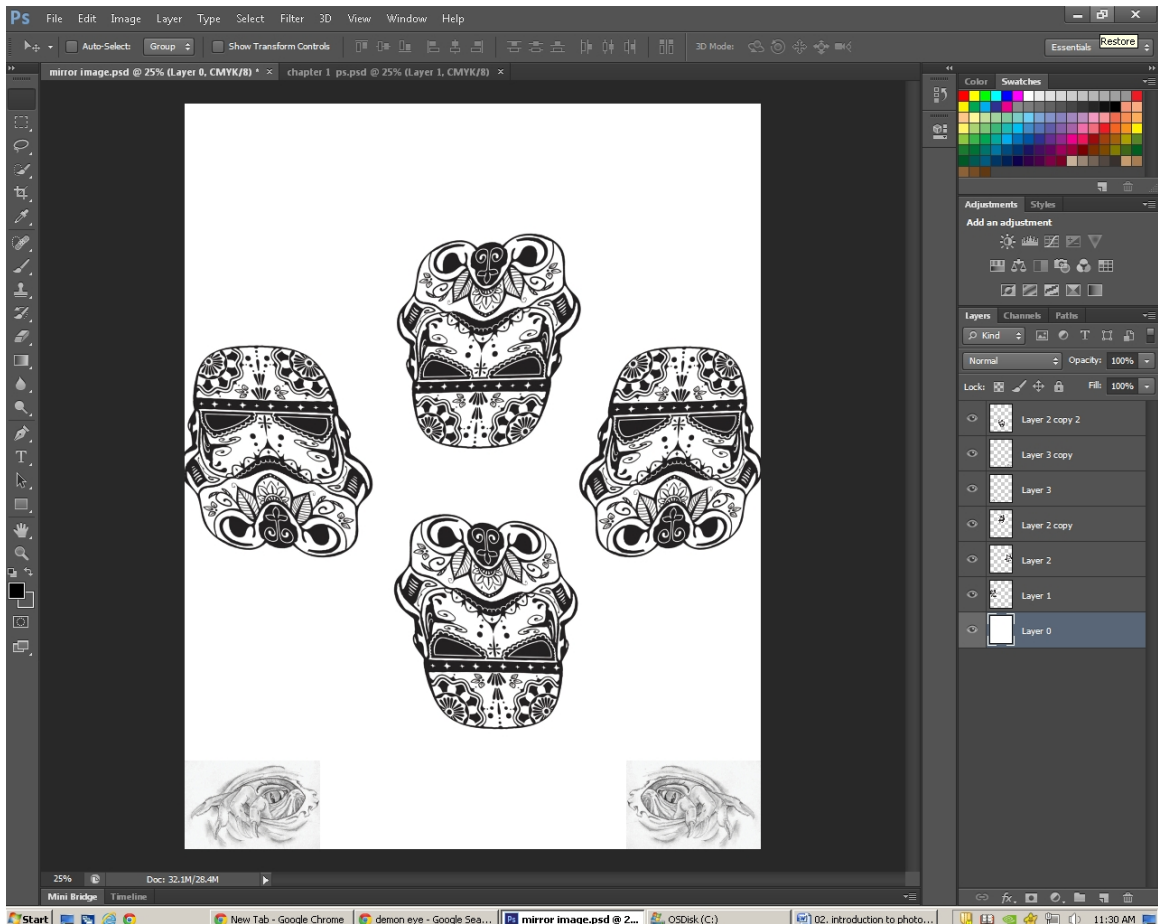 Ps File Edit Image Layer Type Select Filter 3D View Window Help
Auto-Select: Group Show Transform Controls 3D Mode: Essentials Restore
mirror image.psd @ 25% (Layer 0, CMYK/8) * × chapter 1 ps.psd @ 25% (Layer 1, CMYK/8) ×
Color Swatches
Adjustments Styles
Add an adjustment
Layers Channels Paths
Kind
Normal Opacity: 100%
Lock: Fill: 100%
Layer 2 copy 2
Layer 3 copy
Layer 3
Layer 2 copy
Layer 2
Layer 1
Layer 0
25% Doc: 32.1M/28.4M
Mini Bridge Timeline
Start New Tab - Google Chrome demon eye - Google Sea... Ps mirror image.psd @ 2... OSDisk (C:) 02. introduction to photo... 11:30 AM